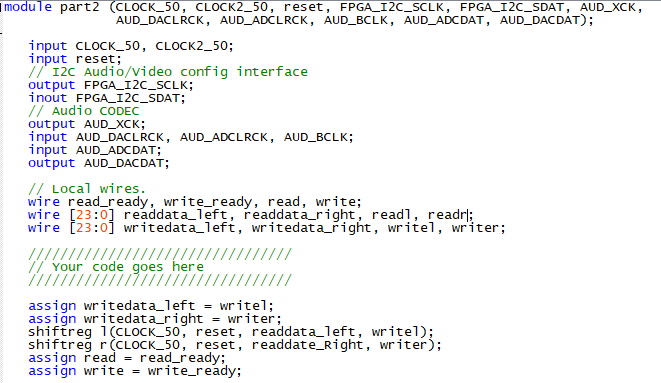 module part2 (CLOCK_50, CLOCK2_50, reset, FPGA_I2C_SCLK, FPGA_I2C_SDAT, AUD_XCK,
AUD_DACLRCK, AUD_ADCLRCK, AUD_BCLK, AUD_ADCDAT, AUD_DACDAT);
input CLOCK_50, CLOCK2_50;
input reset;
// I2C Audio/Video config interface
output FPGA_I2C_SCLK;
inout FPGA_I2C_SDAT;
// Audio CODEC
output AUD_XCK;
input AUD_DACLRCK, AUD_ADCLRCK, AUD_BCLK;
input AUD_ADCDAT;
output AUD_DACDAT;
// Local wires.
wire read_ready, write_ready, read, write;
wire [23:0] readdata_left, readdata_right, readl, readr;
wire [23:0] writedata_left, writedata_right, writel, writer;
/////////////////////////////////
// Your code goes here
/////////////////////////////////
assign writedata_left = writel;
assign writedata_right = writer;
shiftreg l(CLOCK_50, reset, readdata_left, writel);
shiftreg r(CLOCK_50, reset, readdate_Right, writer);
assign read = read_ready;
assign write = write_ready;